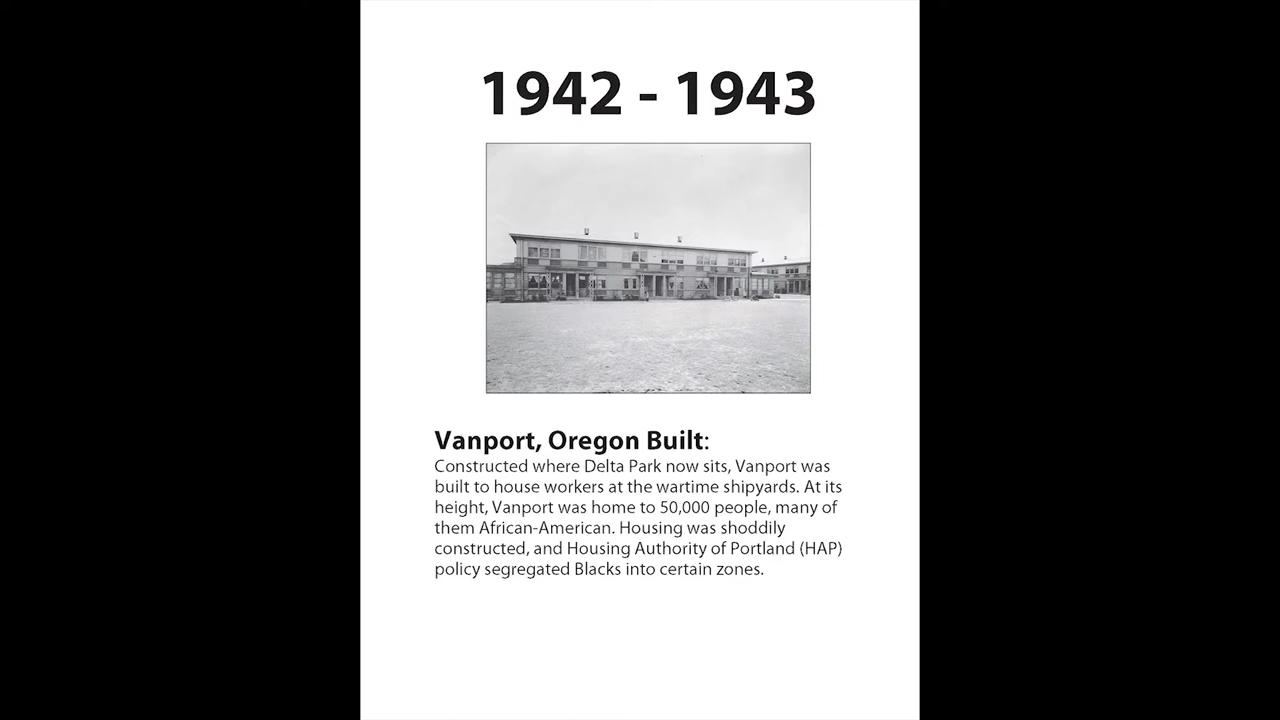 1942 - 1943
Vanport, Oregon Built:
Constructed where Delta Park now sits, Vanport was
built to house workers at the wartime shipyards. At its
height, Vanport was home to 50,000 people, many of
them African-American. Housing was shoddily
constructed, and Housing Authority of Portland (HAP)
policy segregated Blacks into certain zones.